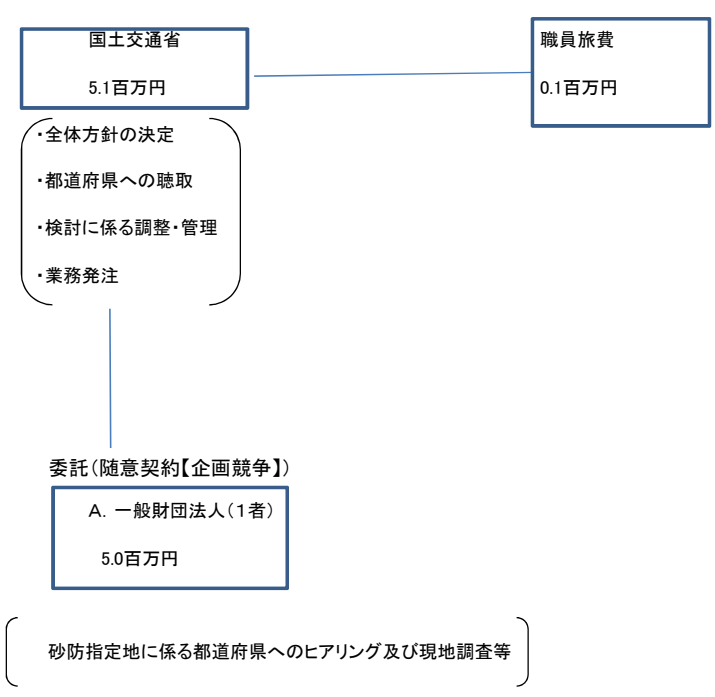 国土交通省
5.1百万円
職員旅費
0.1百万円
・全体方針の決定
・都道府県への聴取
・検討に係る調整・管理
・業務発注
委託(随意契約【企画競争】)
A．一般財団法人(1者)
5.0百万円
砂防指定地に係る都道府県へのヒアリング及び現地調査等